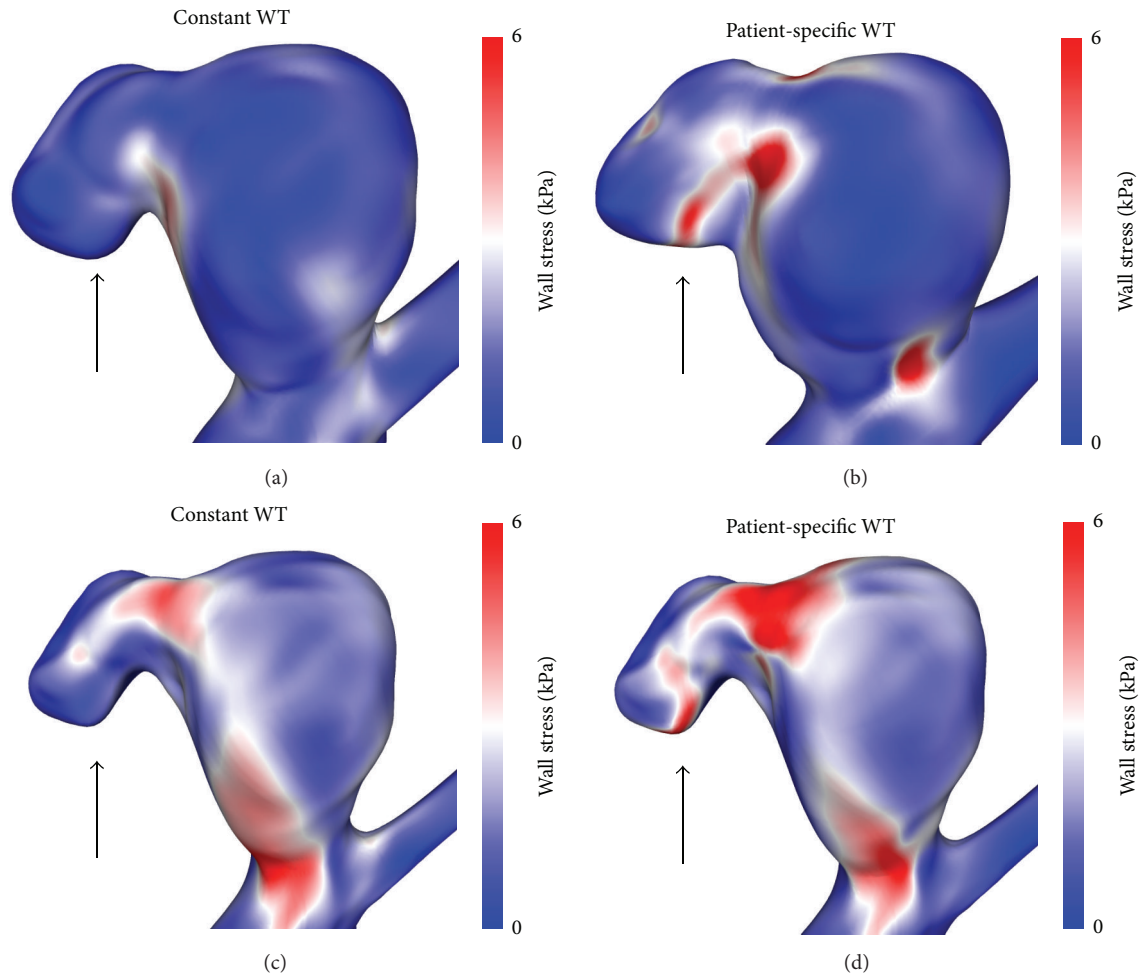 Constant WT
6
Wall stress (kPa)
0
(a)
Patient-specific WT
6
Wall stress (kPa)
0
(b)
Constant WT
6
Wall stress (kPa)
0
(c)
Patient-specific WT
6
Wall stress (kPa)
0
(d)